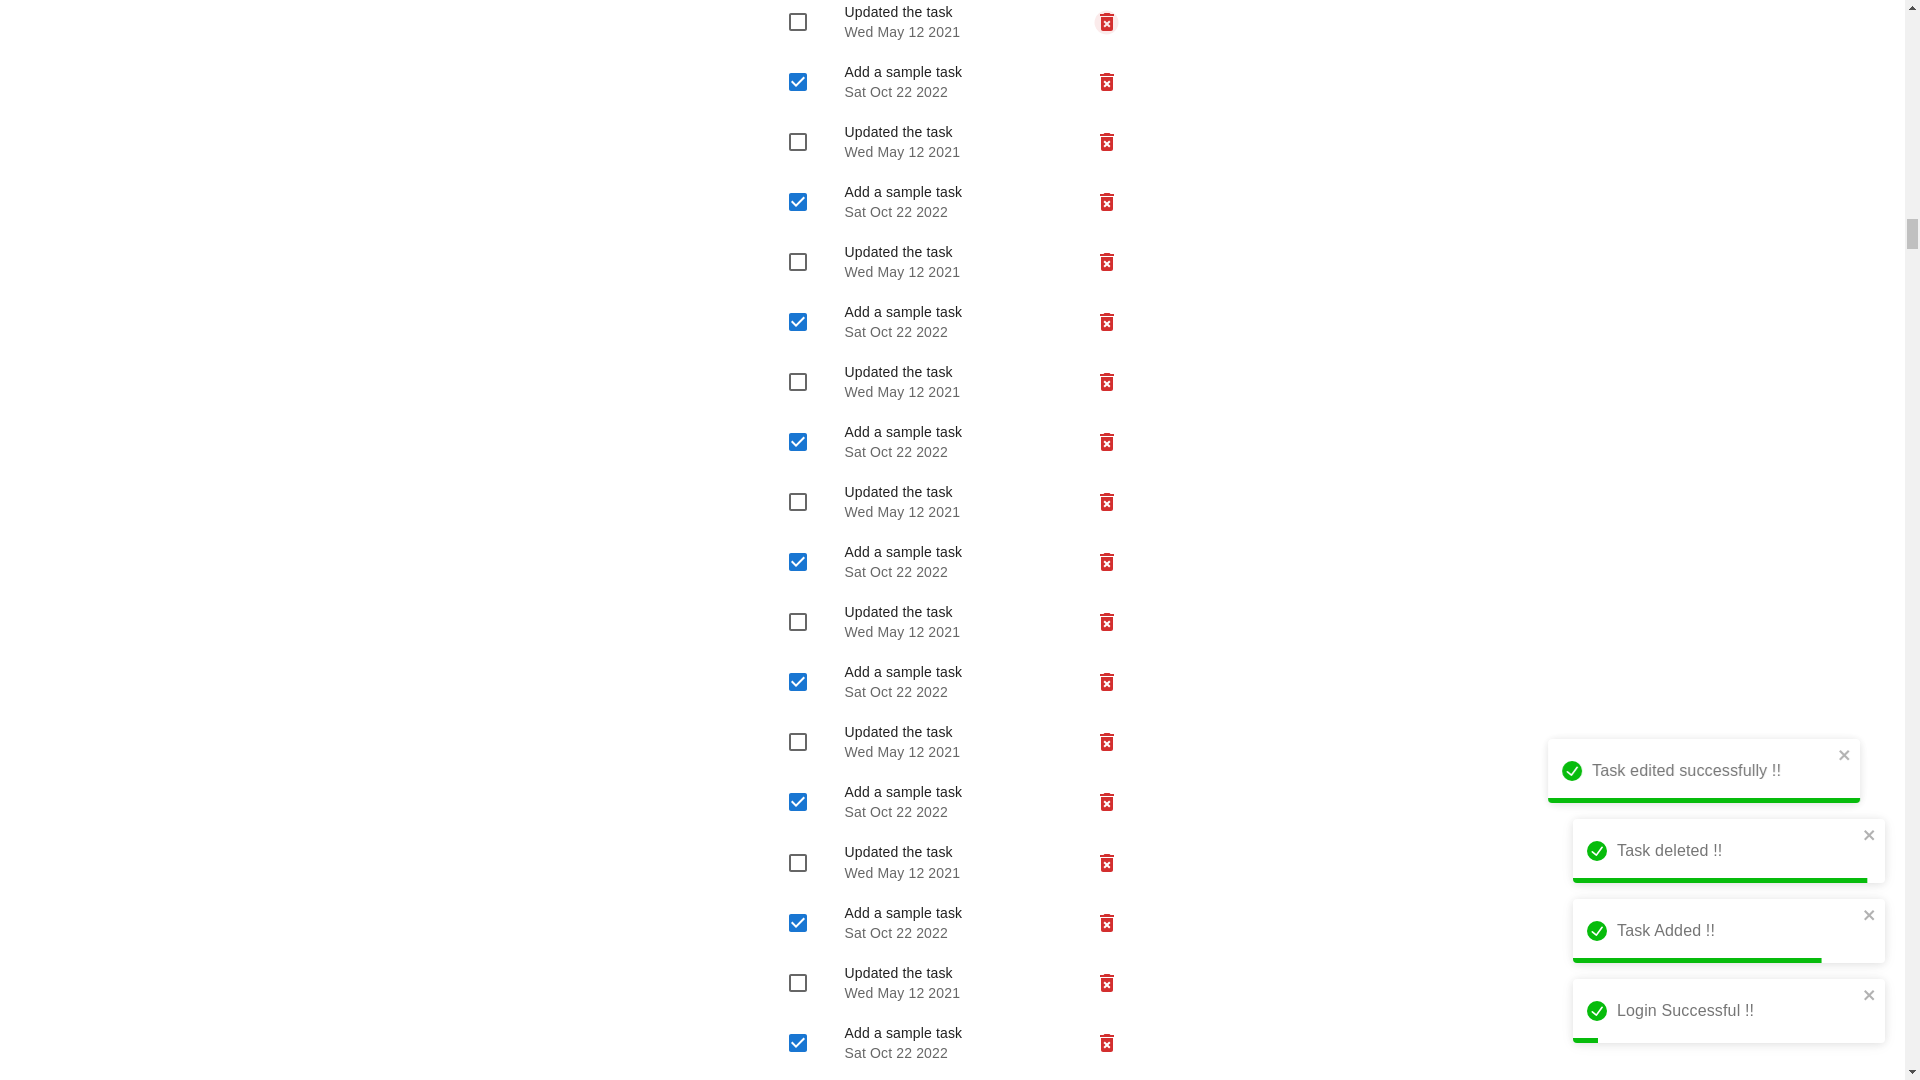 Updated the task
Wed May 12 2021
Add a sample task
Sat Oct 22 2022
Updated the task
Wed May 12 2021
Add a sample task
Sat Oct 22 2022
Updated the task
Wed May 12 2021
Add a sample task
Sat Oct 22 2022
Updated the task
Wed May 12 2021
Add a sample task
Sat Oct 22 2022
Updated the task
Wed May 12 2021
Add a sample task
Sat Oct 22 2022
Updated the task
Wed May 12 2021
Add a sample task
Sat Oct 22 2022
Updated the task
Wed May 12 2021
Add a sample task
Sat Oct 22 2022
Updated the task
Wed May 12 2021
Add a sample task
Sat Oct 22 2022
Updated the task
Wed May 12 2021
Add a sample task
Sat Oct 22 2022
Task edited successfully !!
Task deleted !!
Task Added !!
Login Successful !!